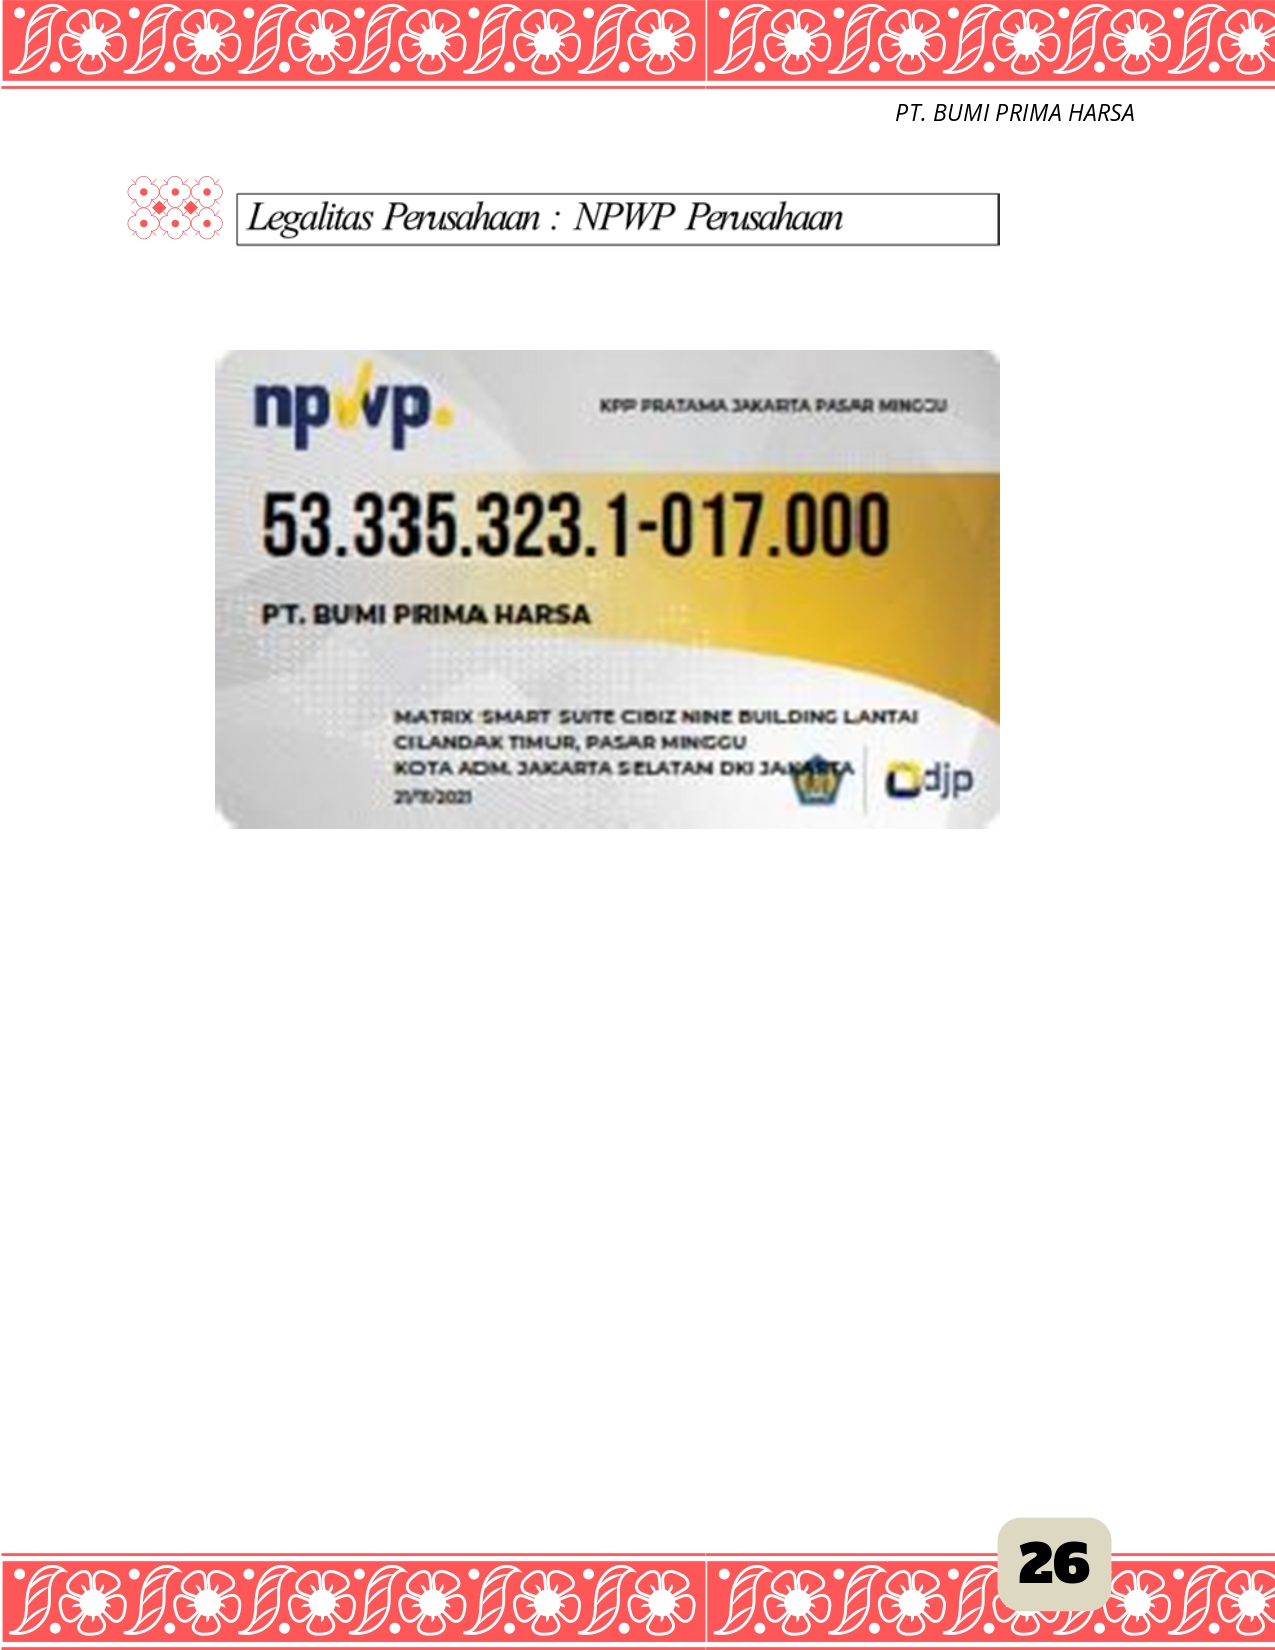 PT. BUMI PRIMA HARSA
Legalitas Perusahaan : NPWP Perusahaan
npwp.
KPP PRATAMA JAKARTA PASAR MINGGU
53.335.323.1-017.000
PT. BUMI PRIMA HARSA
MATRIX SMART SUITE CIBIZ NINE BUILDING LANTAI
CILANDAK TIMUR, PASAR MINGGU
KOTA ADM. JAKARTA SELATAN DKI JAKARTA
djp
26